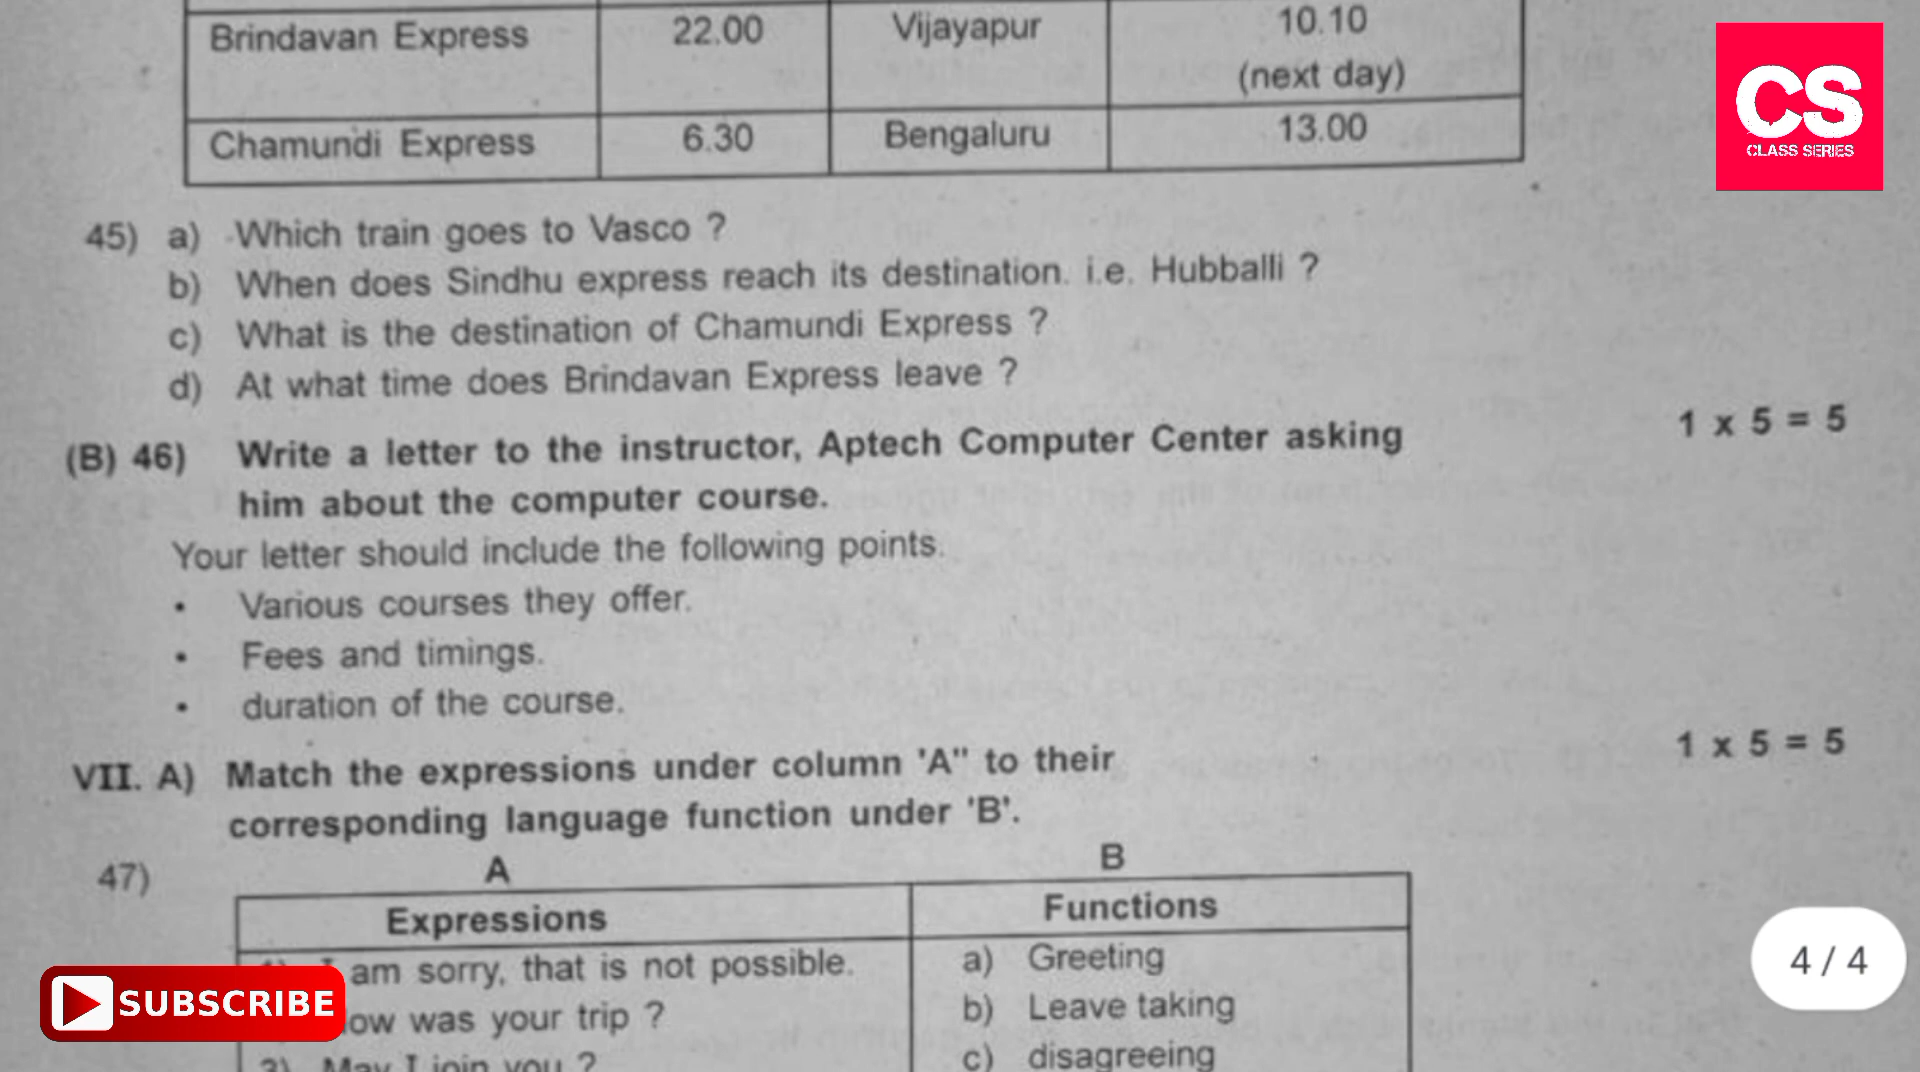 Brindavan Express 22.00 Vijayapur 10.10
(next day)
Chamundi Express 6.30 Bengaluru 13.00
CS
CLASS SERIES
45) a) Which train goes to Vasco ?
b) When does Sindhu express reach its destination. i.e. Hubballi ?
c) What is the destination of Chamundi Express ?
d) At what time does Brindavan Express leave ?
(B) 46) Write a letter to the instructor, Aptech Computer Center asking 1 x 5 = 5
him about the computer course.
Your letter should include the following points.
• Various courses they offer.
• Fees and timings.
• duration of the course.
VII. A) Match the expressions under column 'A" to their 1 x 5 = 5
corresponding language function under 'B'.
47) A B
Expressions Functions
I am sorry, that is not possible. a) Greeting
was your trip ? b) Leave taking
3) May I join you ? c) disagreeing
SUBSCRIBE
4 / 4